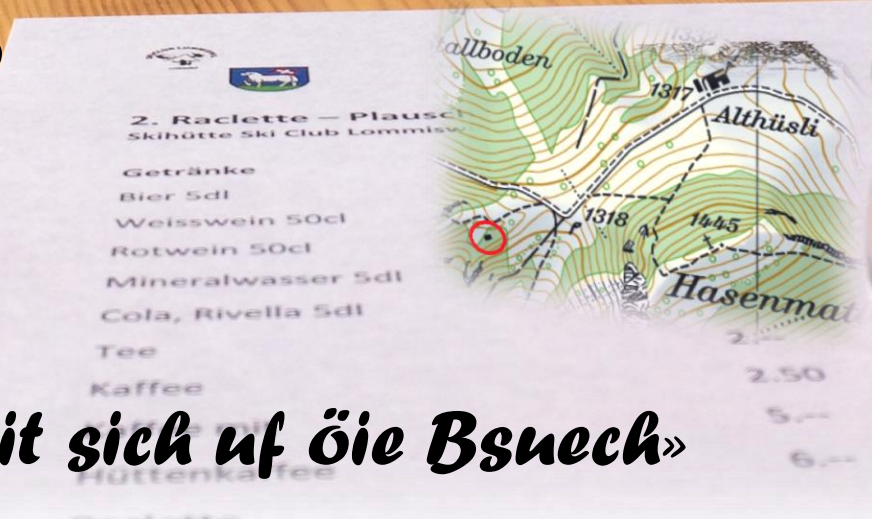 2. Raclette – Plausc
Skihütte Ski Club Lommisw
Getränke
Bier 5dl
Weisswein 50cl
Rotwein 50cl
Mineralwasser 5dl
Cola, Rivella 5dl
Tee
2.--
Kaffee
2.50
5.--
6.--
Hüttenkaffee
it sich uf öie Bsuech»
allboden
1317
Althüsli
1318
1445
Hasenmat